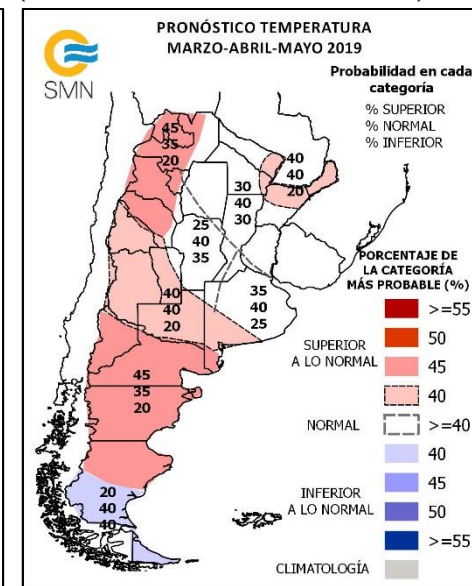 PRONÓSTICO TEMPERATURA
MARZO-ABRIL-MAYO 2019
SMN
Probabilidad en cada
categoría
% SUPERIOR
% NORMAL
% INFERIOR
45
35
20
40
40
20
30
40
30
25
40
35
40
40
20
35
40
25
45
35
20
20
40
40
PORCENTAJE DE
LA CATEGORÍA
MÁS PROBABLE (%)
SUPERIOR
A LO NORMAL
>=55
50
45
40
NORMAL
>=40
INFERIOR
A LO NORMAL
40
45
50
>=55
CLIMATOLOGÍA